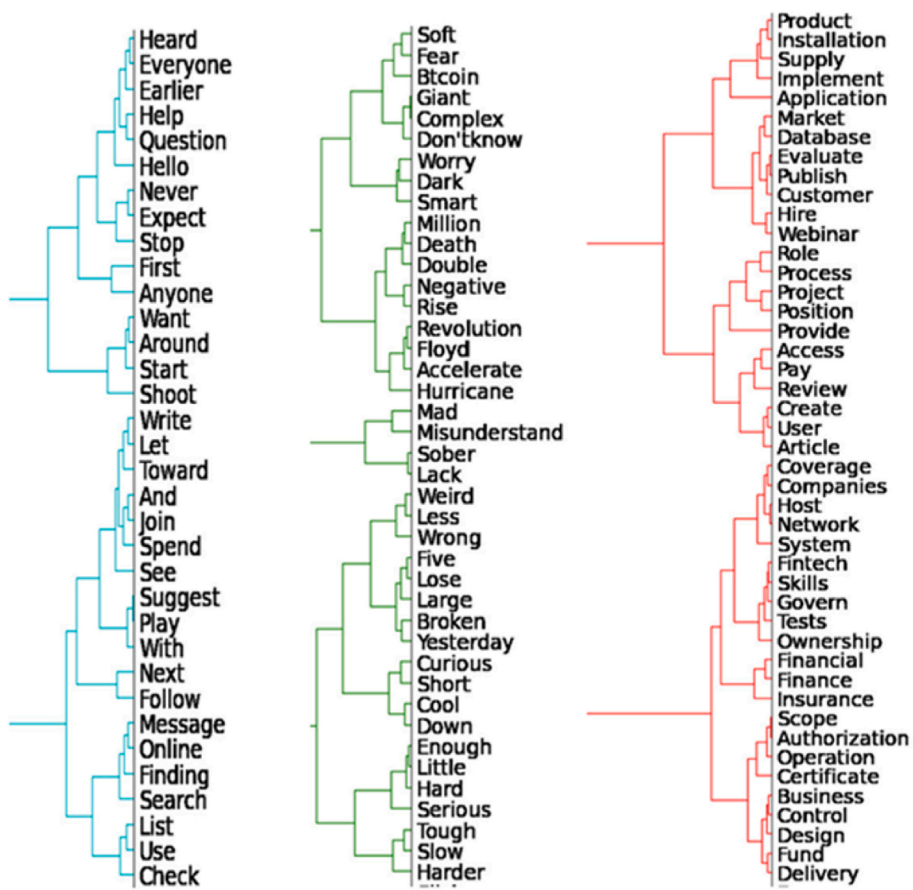 Heard
Everyone
Earlier
Help
Question
Hello
Never
Expect
Stop
First
Anyone
Want
Around
Start
Shoot
Write
Let
Toward
And
Join
Spend
See
Suggest
Play
With
Next
Follow
Message
Online
Finding
Search
List
Use
Check
Soft
Fear
Btcoin
Giant
Complex
Don'tknow
Worry
Dark
Smart
Million
Death
Double
Negative
Rise
Revolution
Floyd
Accelerate
Hurricane
Mad
Misunderstand
Sober
Lack
Weird
Less
Wrong
Five
Lose
Large
Broken
Yesterday
Curious
Short
Cool
Down
Enough
Little
Hard
Serious
Tough
Slow
Harder
Product
Installation
Supply
Implement
Application
Market
Database
Evaluate
Publish
Customer
Hire
Webinar
Role
Process
Project
Position
Provide
Access
Pay
Review
Create
User
Article
Coverage
Companies
Host
Network
System
Fintech
Skills
Govern
Tests
Ownership
Financial
Finance
Insurance
Scope
Authorization
Operation
Certificate
Business
Control
Design
Fund
Delivery